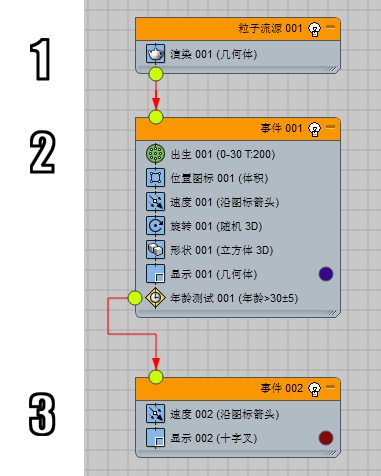 1
粒子流源 001
渲染 001 (几何体)
2
事件 001
出生 001 (0-30 T:200)
位置图标 001 (体积)
速度 001 (沿图标箭头)
旋转 001 (随机 3D)
形状 001 (立方体 3D)
显示 001 (几何体)
年龄测试 001 (年龄>30±5)
3
事件 002
速度 002 (沿图标箭头)
显示 002 (十字叉)